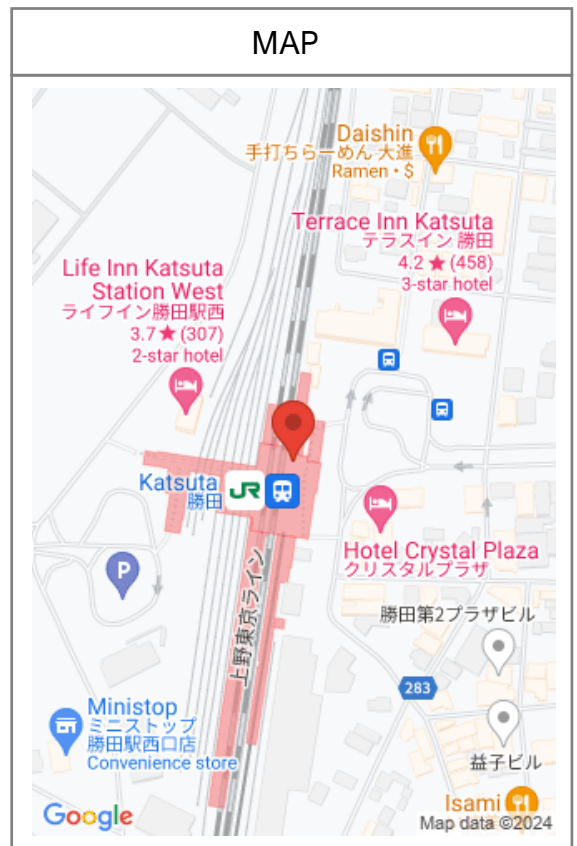 MAP
Daishin
手打ちらーめん 大進
Ramen • $
Terrace Inn Katsuta
テラスイン 勝田
4.2 ★ (458)
3-star hotel
Life Inn Katsuta
Station West
ライフイン勝田駅西
3.7 ★ (307)
2-star hotel
Katsuta
勝田
JR
Hotel Crystal Plaza
クリスタルプラザ
P
上野東京ライン
勝田第2プラザビル
283
Ministop
ミニストップ
勝田駅西口店
Convenience store
益子ビル
Isami
Google
Map data ©2024